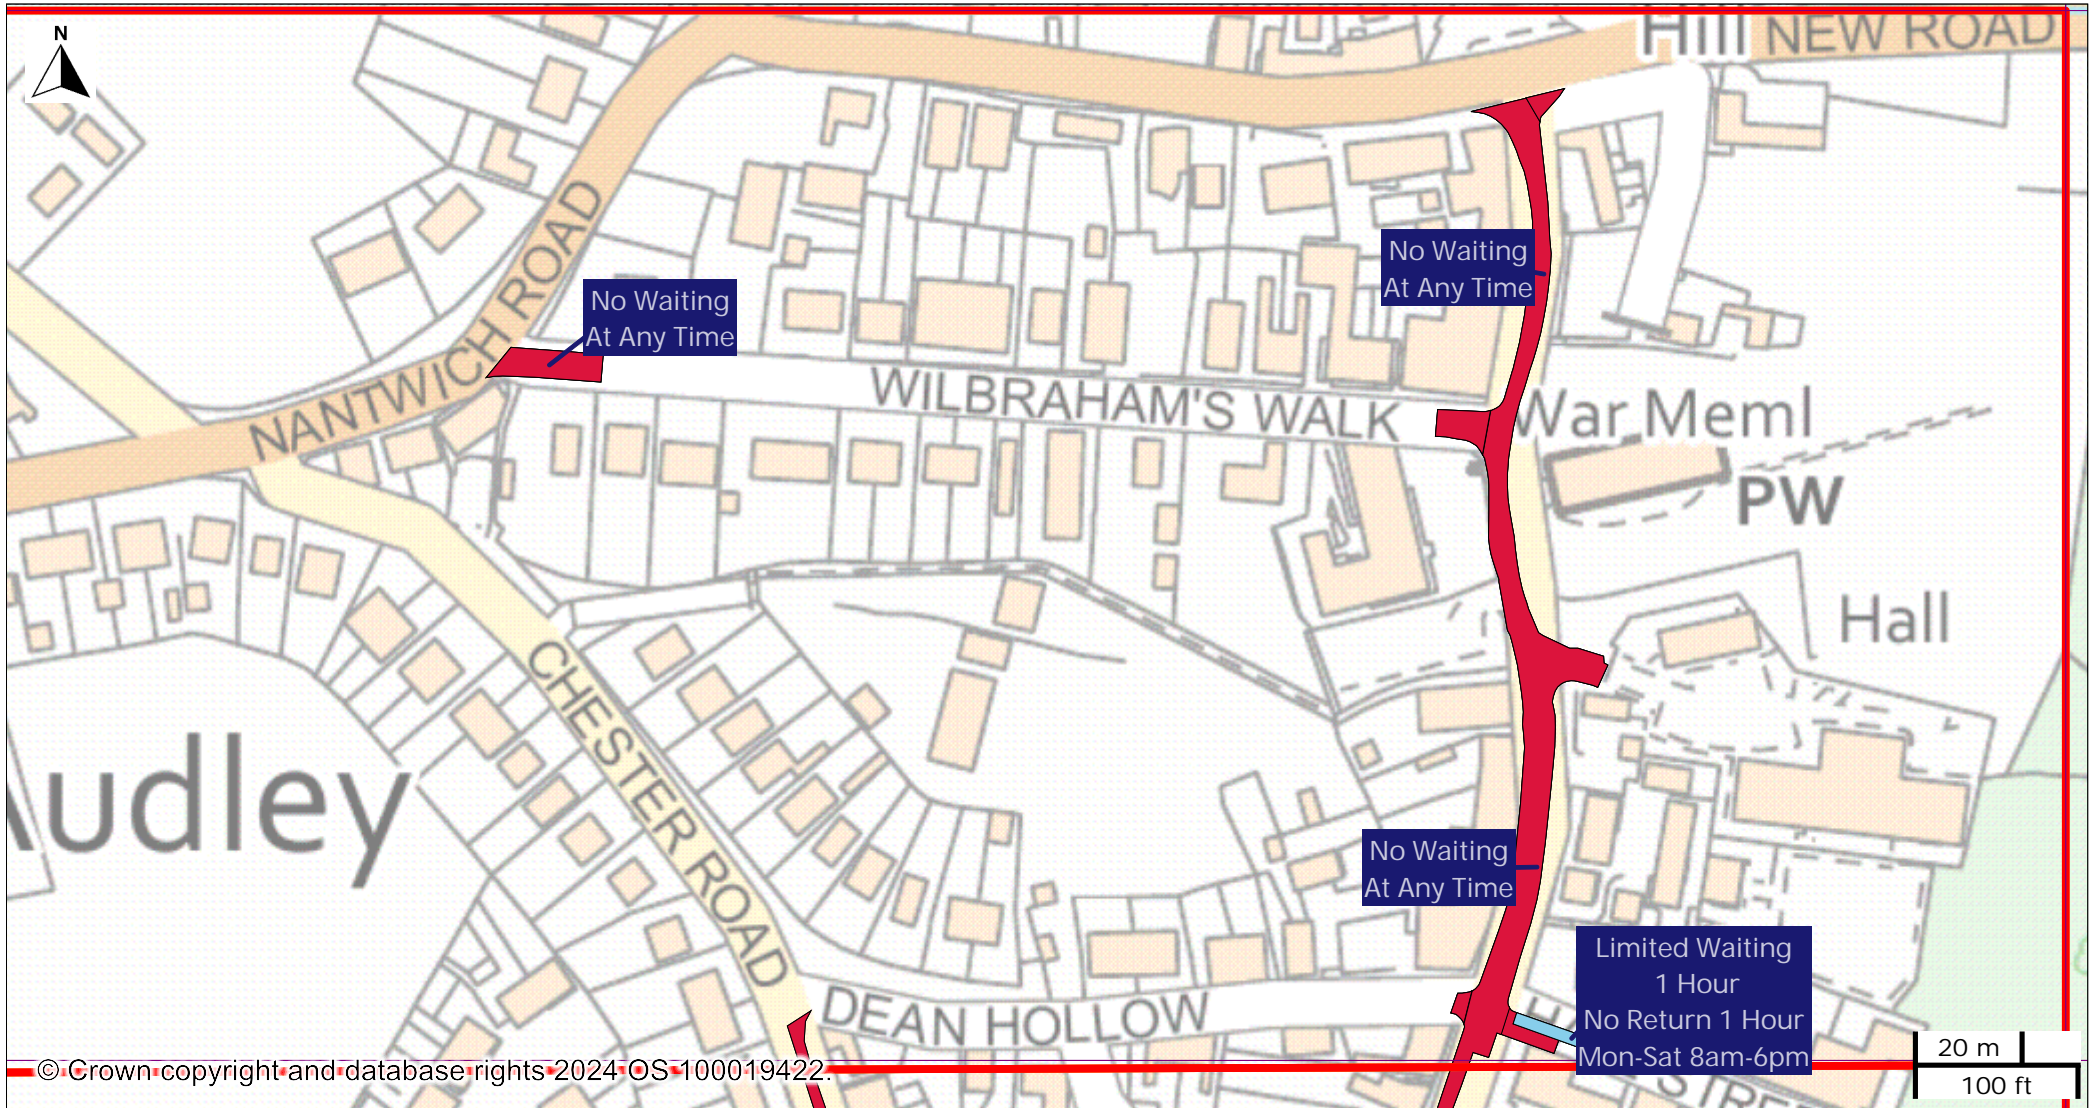 N
Hill
NEW ROAD
NANTWICH ROAD
No Waiting
At Any Time
No Waiting
At Any Time
WILBRAHAM'S WALK
War Meml
PW
Hall
CHESTER ROAD
Audley
No Waiting
At Any Time
DEAN HOLLOW
Limited Waiting
1 Hour
No Return 1 Hour
Mon-Sat 8am-6pm
© Crown copyright and database rights 2024 OS 100019422.
20 m
100 ft